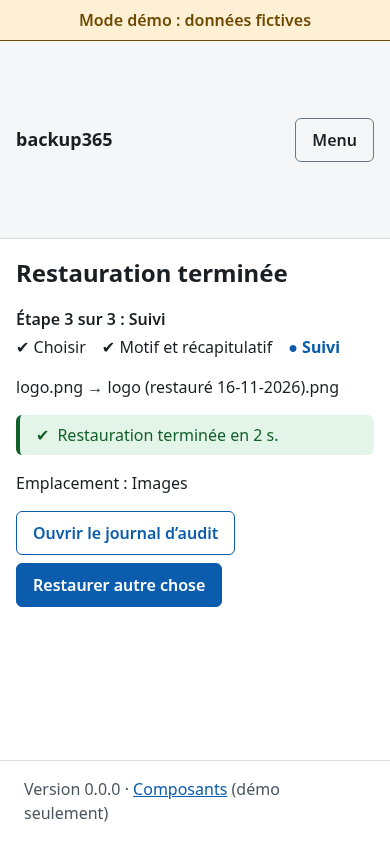 Mode démo : données fictives
backup365
Menu
Restauration terminée
Étape 3 sur 3 : Suivi
✔ Choisir ✔ Motif et récapitulatif ● Suivi
logo.png → logo (restauré 16-11-2026).png
✔ Restauration terminée en 2 s.
Emplacement : Images
Ouvrir le journal d’audit
Restaurer autre chose
Version 0.0.0 · Composants (démo
seulement)